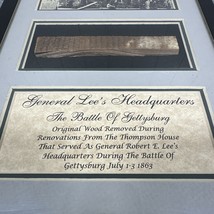 General Lee's Headquarters
The Battle Of Gettysburg
Original Wood Removed During
Renovations From The Thompson House
That Served As General Robert E. Lee's
Headquarters During The Battle Of
Gettysburg July 1-3 1863